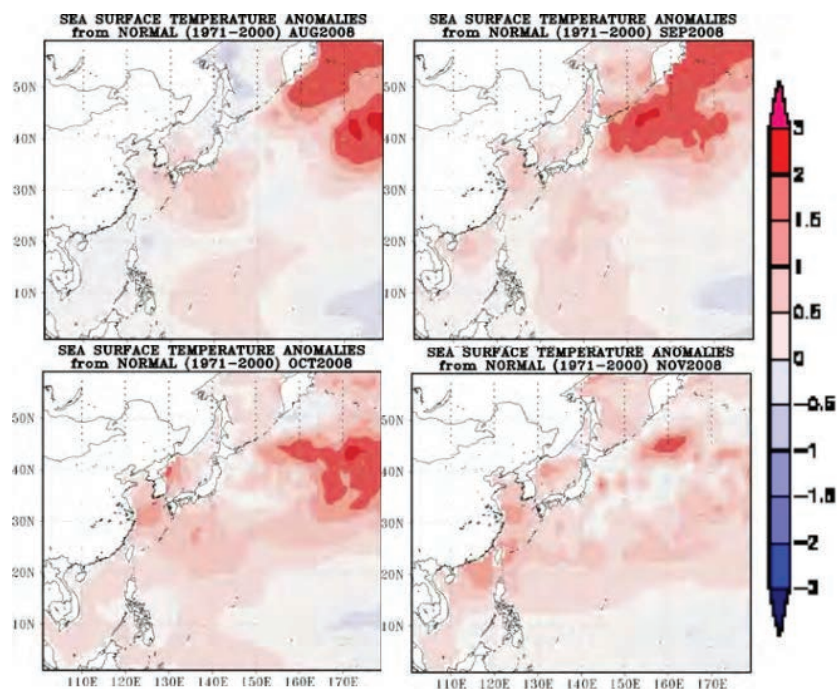 SEA SURFACE TEMPERATURE ANOMALIES
from NORMAL (1971-2000) AUG2008
50N
40N
30N
20N
10N
SEA SURFACE TEMPERATURE ANOMALIES
from NORMAL (1971-2000) SEP2008
50N
40N
30N
20N
10N
SEA SURFACE TEMPERATURE ANOMALIES
from NORMAL (1971-2000) OCT2008
50N
40N
30N
20N
10N
110E 120E 130E 140E 150E 160E 170E
SEA SURFACE TEMPERATURE ANOMALIES
from NORMAL (1971-2000) NOV2008
50N
40N
30N
20N
10N
110E 120E 130E 140E 150E 160E 170E
3
2
1.5
1
0.5
0
-0.5
-1
-1.5
-2
-3